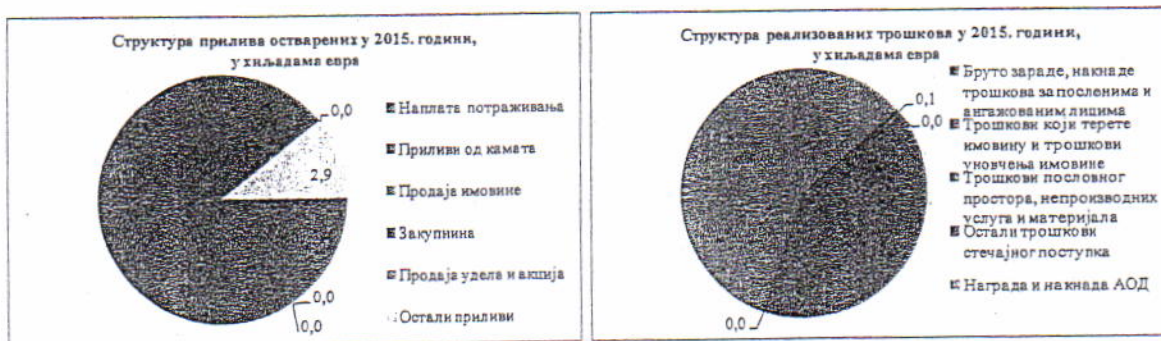 Структура прилива остварених у 2015. години,
у хиљадама евра
0,0
2,9
0,0
0,0
Наплата потраживања
Приливи од камата
Продаја имовине
Закупнина
Продаја удела и акција
Остали приливи
Структура реализованих трошкова у 2015. години,
у хиљадама евра
0,1
0,0
0,0
Бруто зараде, накнаде
трошкова запосленима и
ангажованим лицима
Трошкови који терете
имовину и трошкови
уновчења имовине
Трошкови пословног
простора, непроизводних
услуга и материјала
Остали трошкови
стечајног поступка
Награда и накнада АОД